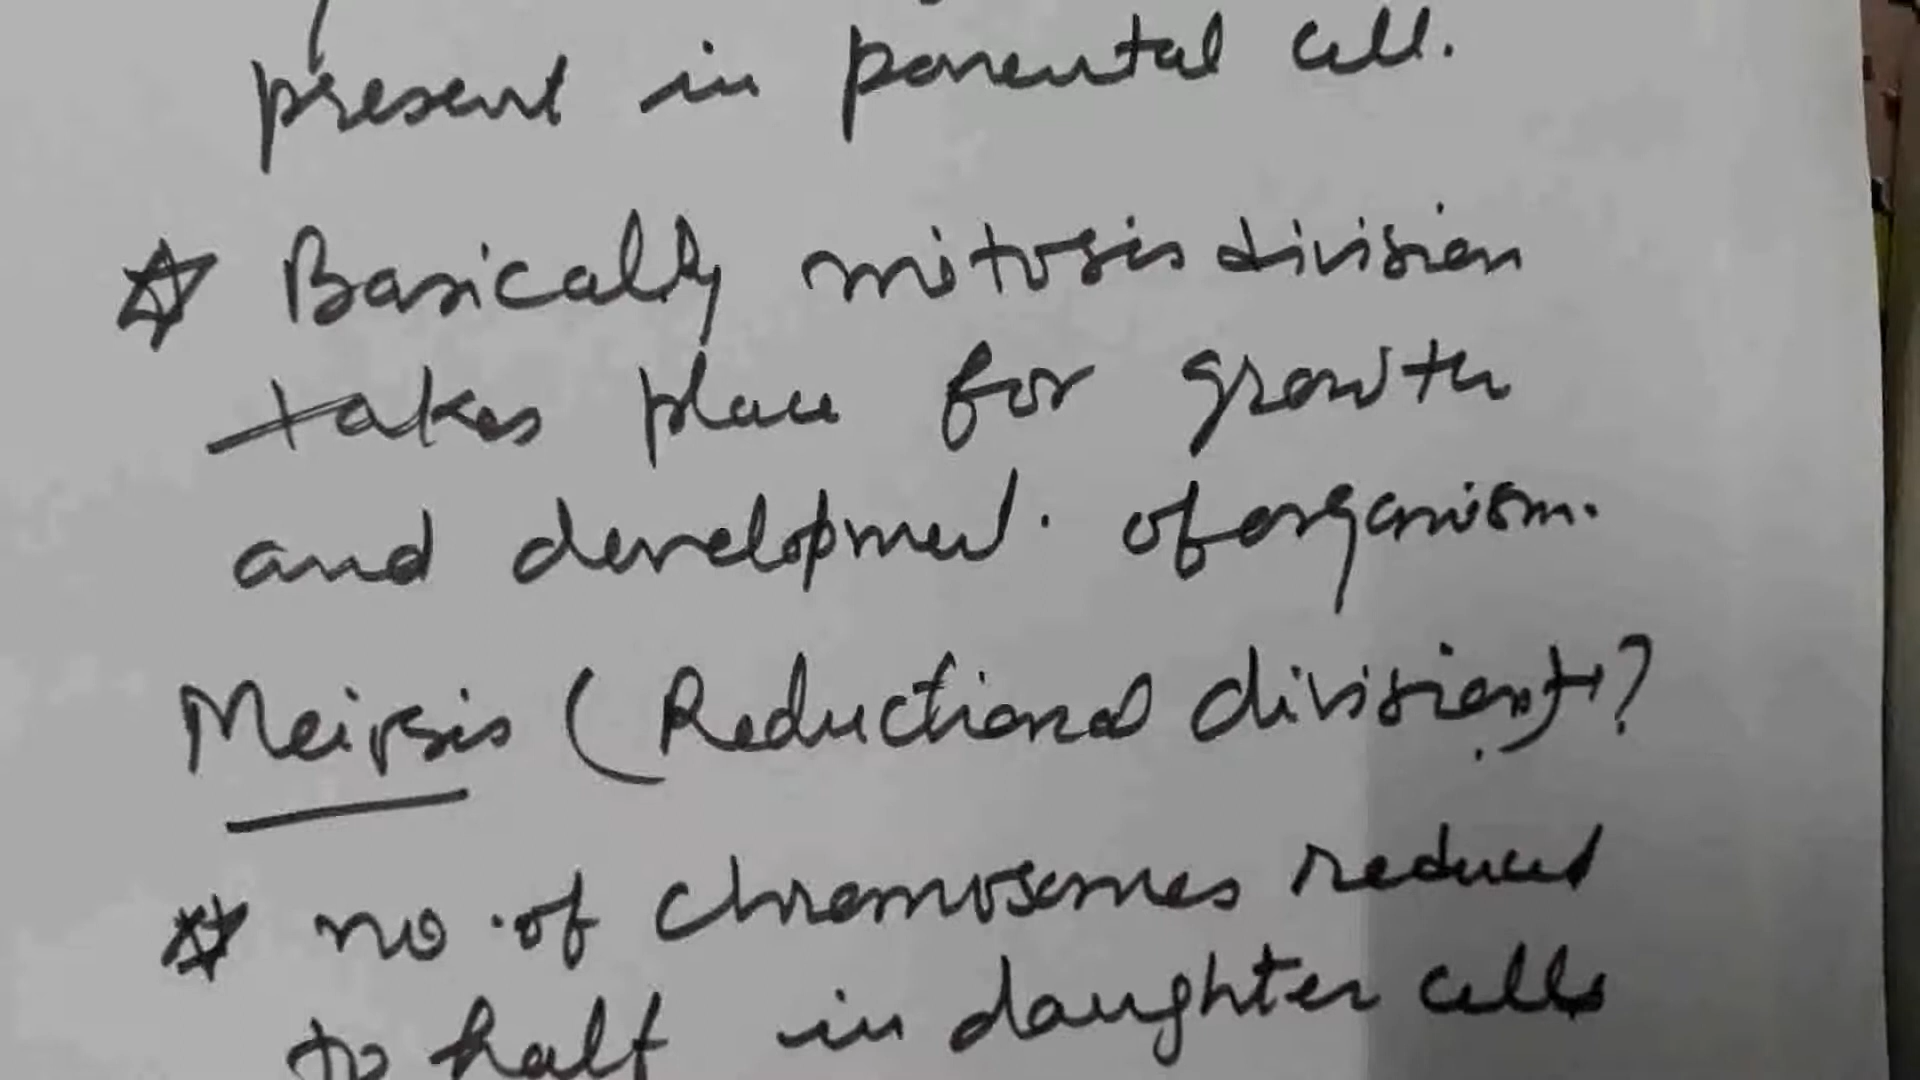 present in parental cell.
☆ Basically mitosis division
takes place for growth
and development. of organism.
Meiosis (Reductional division)-?
☆ no. of chromosomes reduced
to half in daughter cells